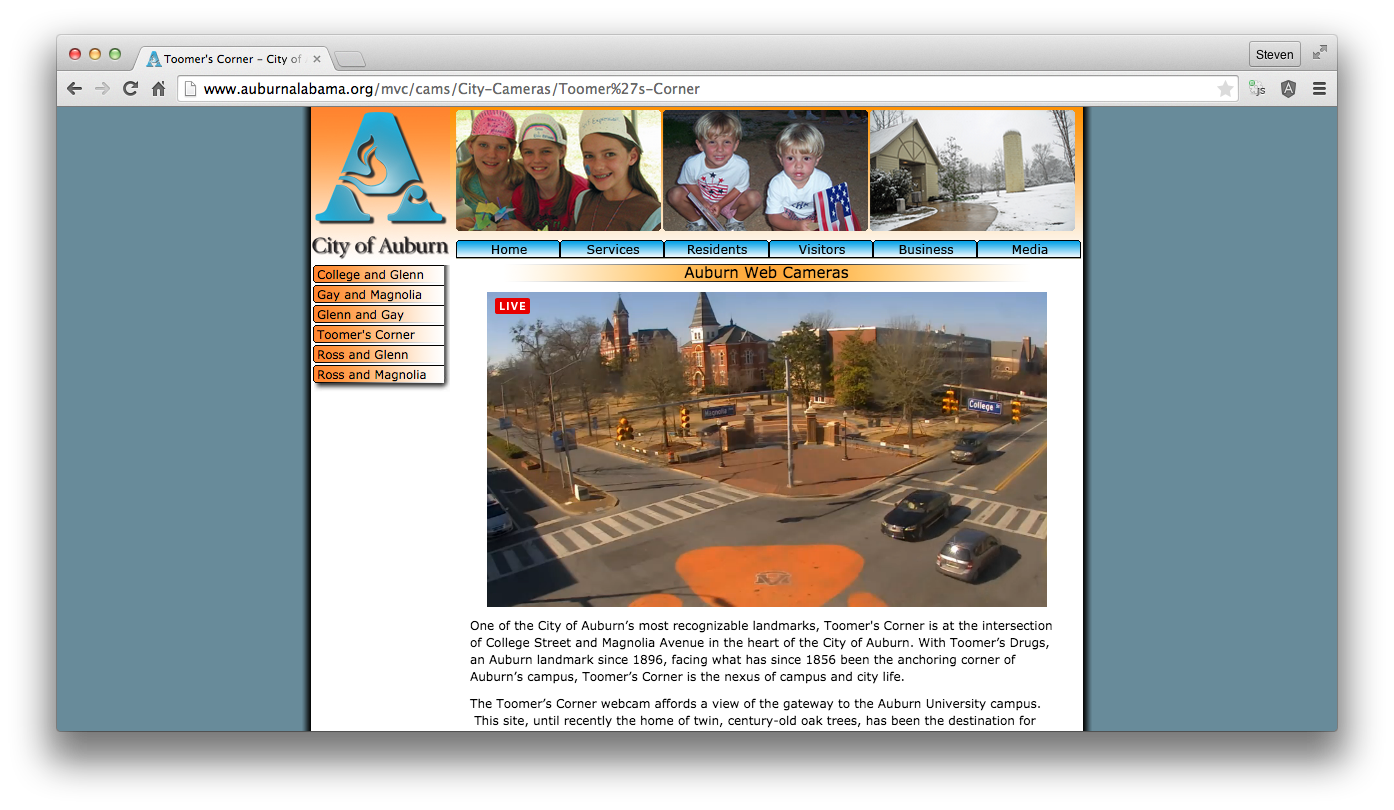 Toomer's Corner – City of
Steven
www.auburnalabama.org/mvc/cams/City-Cameras/Toomer%27s-Corner
js
A
City of Auburn
Home
Services
Residents
Visitors
Business
Media
College and Glenn
Gay and Magnolia
Glenn and Gay
Toomer's Corner
Ross and Glenn
Ross and Magnolia
Auburn Web Cameras
LIVE
Magnolia
College
One of the City of Auburn’s most recognizable landmarks, Toomer's Corner is at the intersection
of College Street and Magnolia Avenue in the heart of the City of Auburn. With Toomer’s Drugs,
an Auburn landmark since 1896, facing what has since 1856 been the anchoring corner of
Auburn’s campus, Toomer’s Corner is the nexus of campus and city life.
The Toomer’s Corner webcam affords a view of the gateway to the Auburn University campus.
This site, until recently the home of twin, century-old oak trees, has been the destination for